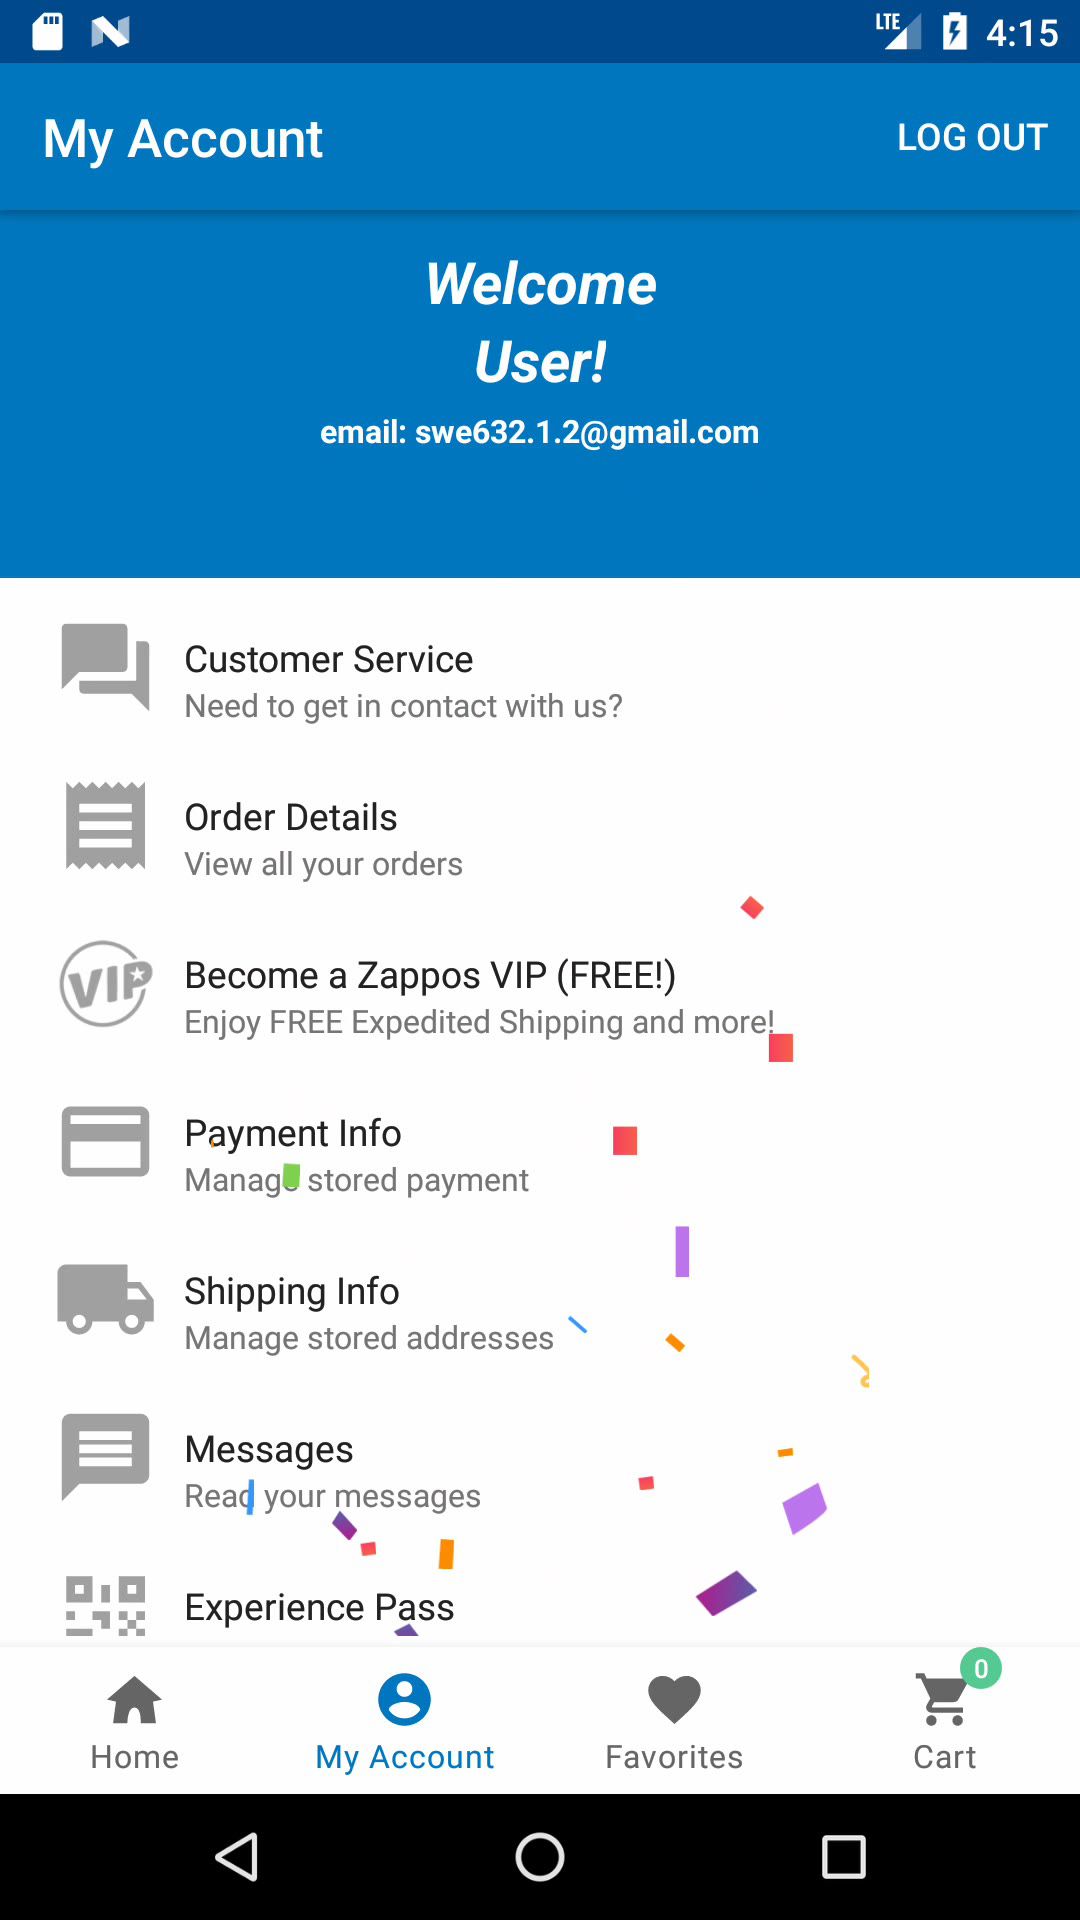 LTE 4:15
My Account LOG OUT
Welcome
User!
email: swe632.1.2@gmail.com
Customer Service
Need to get in contact with us?
Order Details
View all your orders
VIP
Become a Zappos VIP (FREE!)
Enjoy FREE Expedited Shipping and more!
Payment Info
Manage stored payment
Shipping Info
Manage stored addresses
Messages
Read your messages
Experience Pass
0
Home My Account Favorites Cart